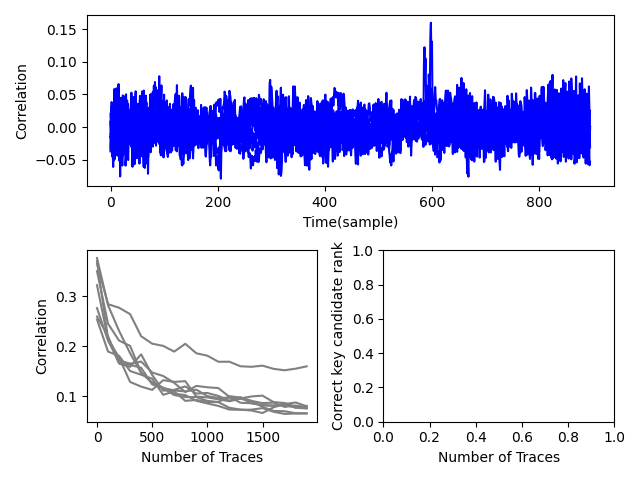 0.15
0.10
0.05
0.00
−0.05
Correlation
0 200 400 600 800
Time(sample)
0.3
0.2
0.1
Correlation
0 500 1000 1500
Number of Traces
1.0
0.8
0.6
0.4
0.2
0.0
Correct key candidate rank
0.0 0.2 0.4 0.6 0.8 1.0
Number of Traces